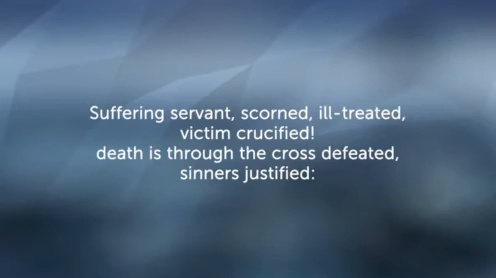 Suffering servant, scorned, ill-treated,
victim crucified!
death is through the cross defeated,
sinners justified: